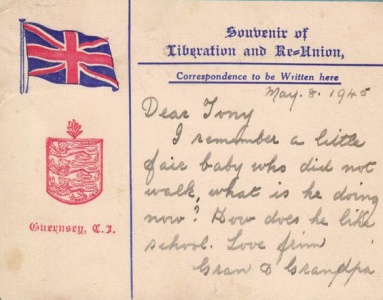 Souvenir of
Liberation and Re=Union,
Correspondence to be Written here
May. 8. 1945
Dear Tony
I remember a little
fair baby who did not
walk, what is he doing
now? How does he like
school. Love from
Gran & Grandpa
Guernsey, C.I.